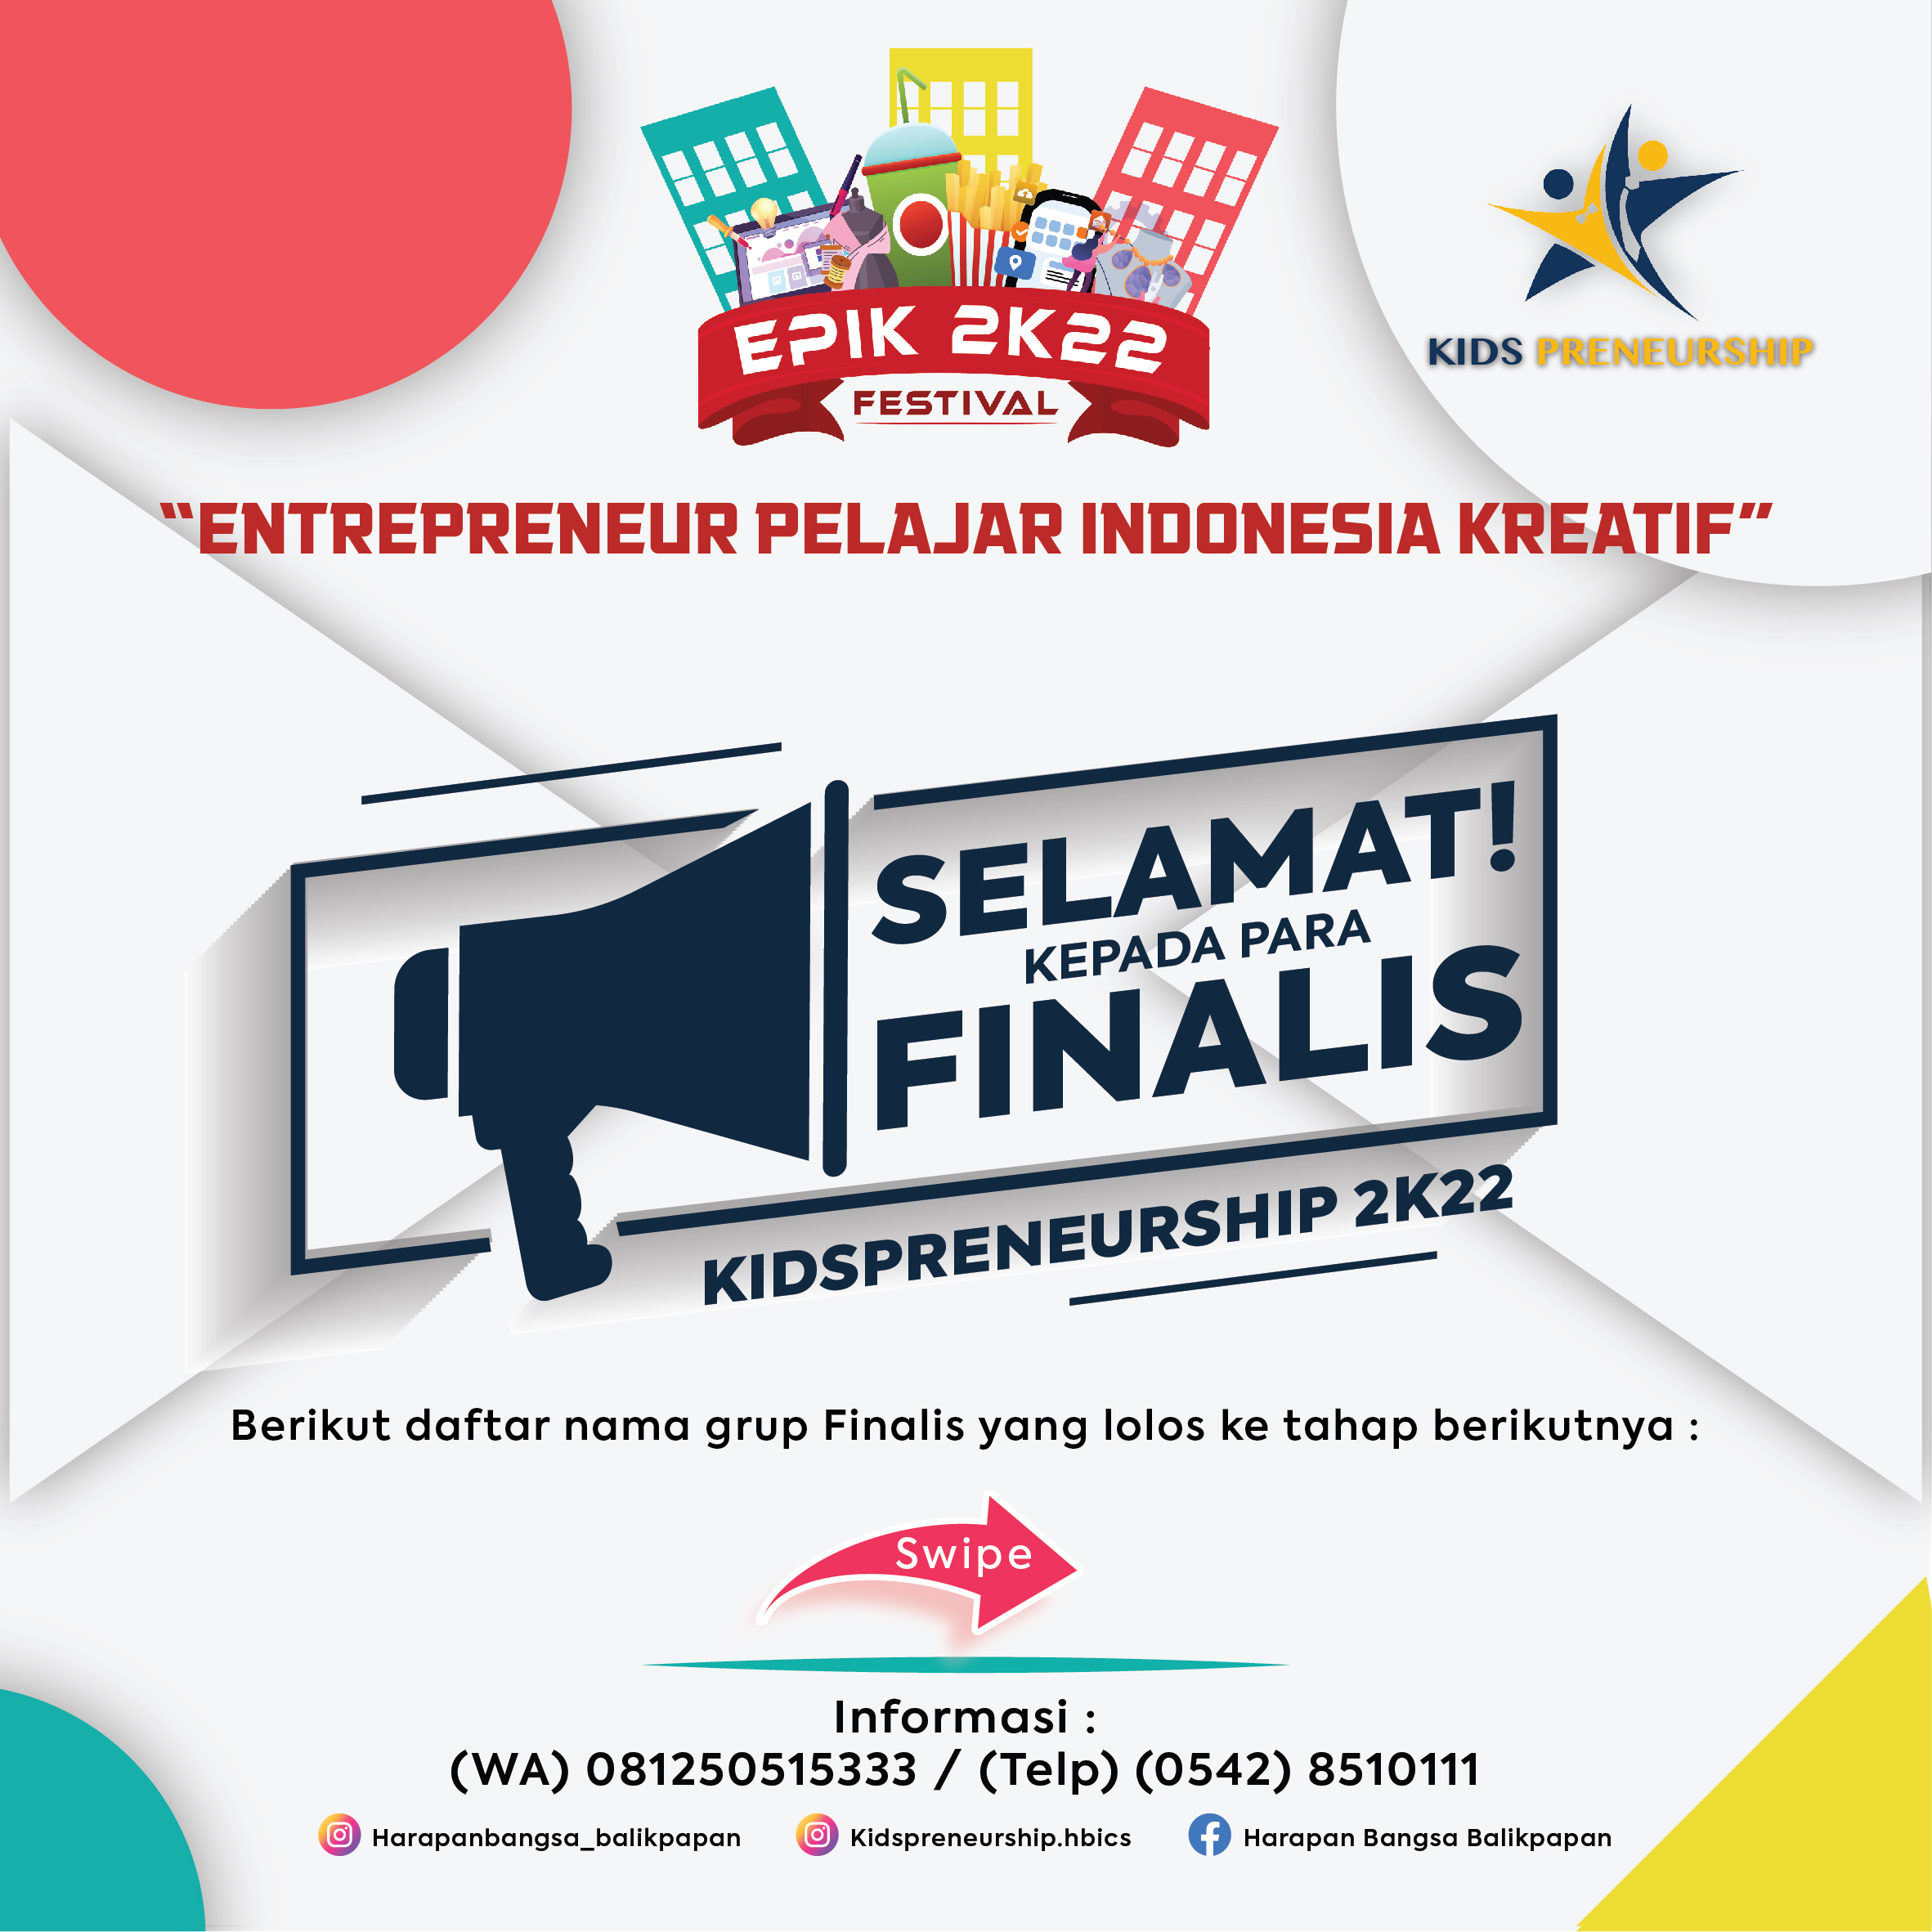 EPIK 2K22
FESTIVAL
KIDS PRENEURSHIP
“ENTREPRENEUR PELAJAR INDONESIA KREATIF”
SELAMAT!
KEPADA PARA
FINALIS
KIDSPRENEURSHIP 2K22
Berikut daftar nama grup Finalis yang lolos ke tahap berikutnya :
Swipe
Informasi :
(WA) 081250515333 / (Telp) (0542) 8510111
Harapanbangsa_balikpapan Kidspreneurship.hbics Harapan Bangsa Balikpapan